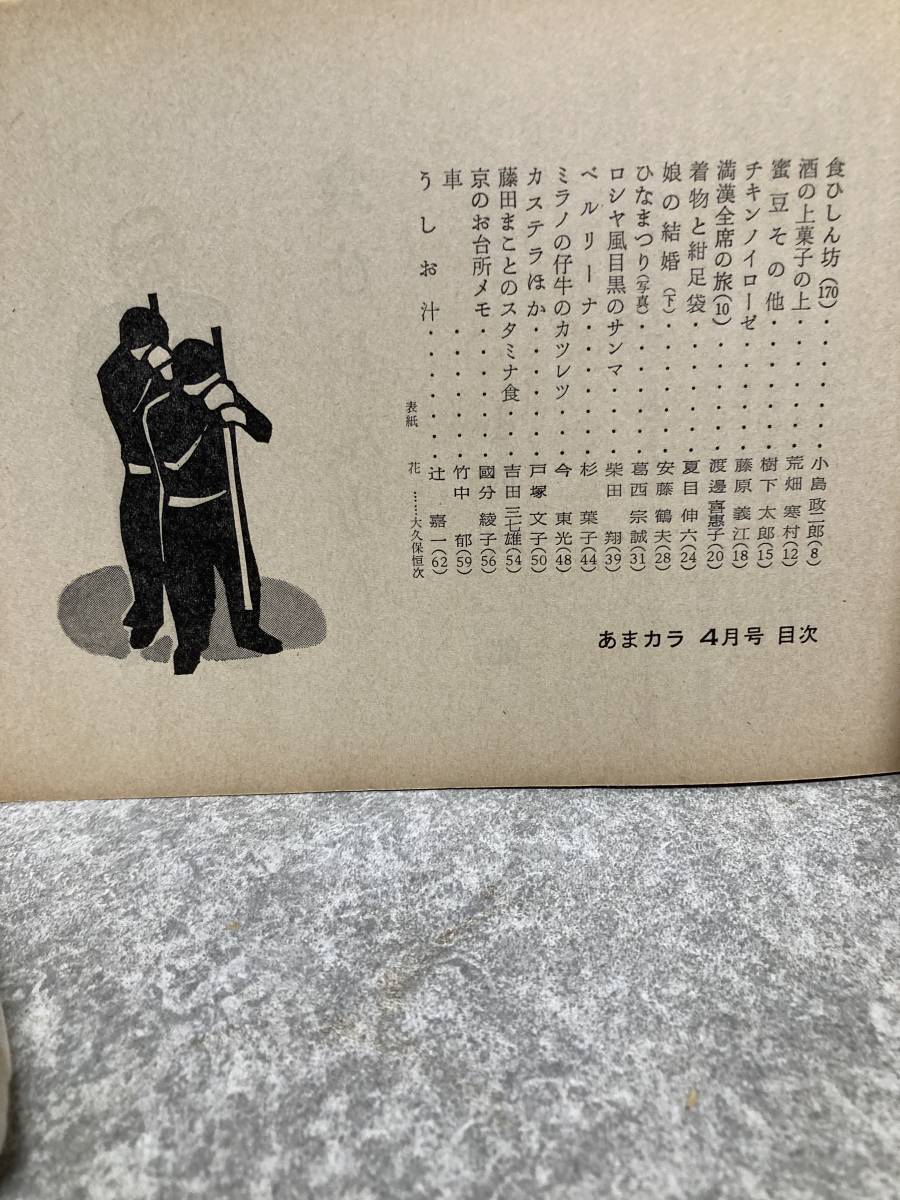 あまカラ 4月号 目次
食ひしん坊(170)・・・・・・小島政二郎(8)
酒の上菓子の上・・・・・・荒畑寒村(12)
蜜豆その他・・・・・・樹下太郎(15)
チキンノイローゼ・・・・・藤原義江(18)
満漢全席の旅(10)・・・・・渡邊喜惠子(20)
着物と紺足袋・・・・・・夏目伸六(24)
娘の結婚(下)・・・・・・安藤鶴夫(28)
ひなまつり(写真)・・・・・・葛西宗誠(31)
ロシヤ風目黒のサンマ・・・・柴田翔(39)
ベルリーナ・・・・・・杉葉子(44)
ミラノの仔牛のカツレツ・・・今東光(48)
カステラほか・・・・・・戸塚文子(50)
藤田まことのスタミナ食・・・吉田三七雄(54)
京のお台所メモ・・・・・・國分綾子(56)
車・・・・・・竹中郁(59)
うしお汁・・・・・・辻嘉一(62)
表紙 花……大久保恒次